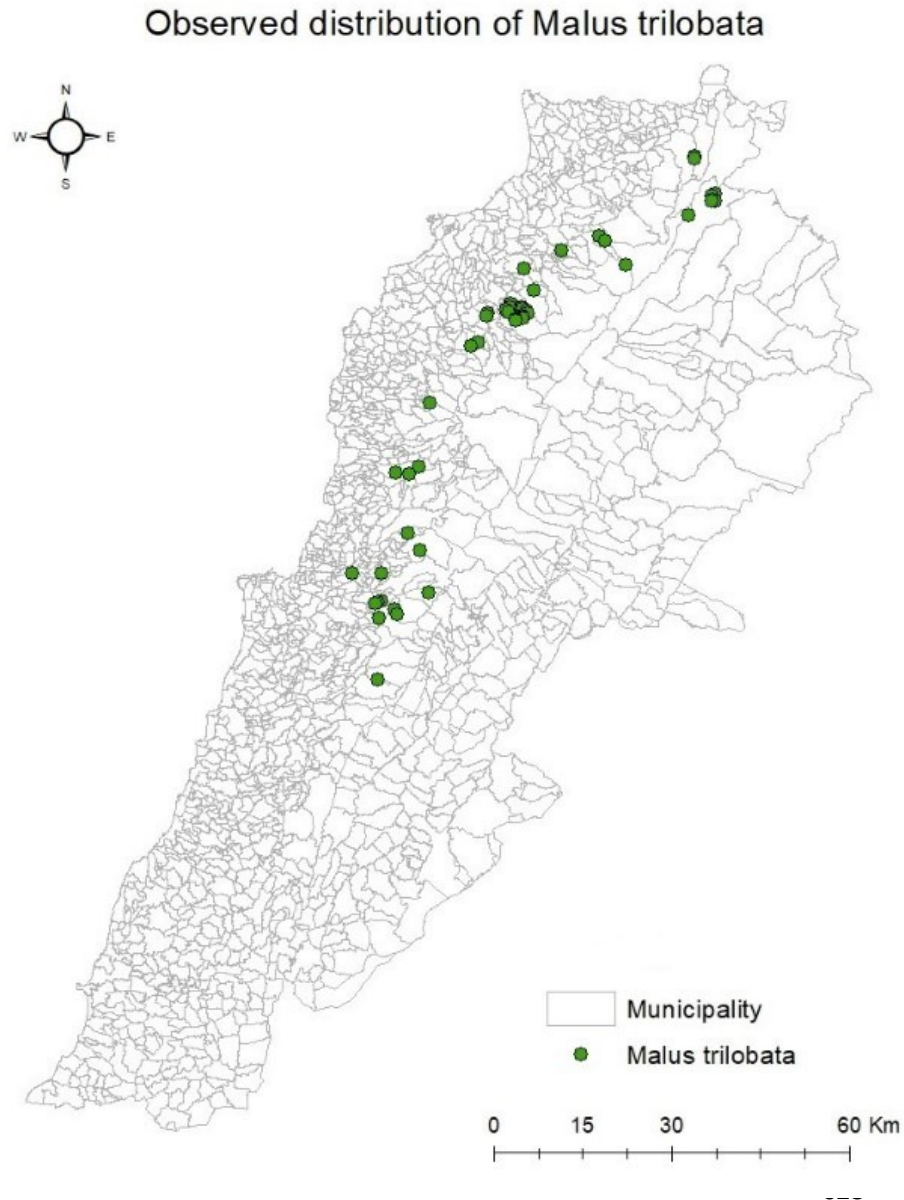 Observed distribution of Malus trilobata
N
W E
S
Municipality
Malus trilobata
0 15 30 60 Km